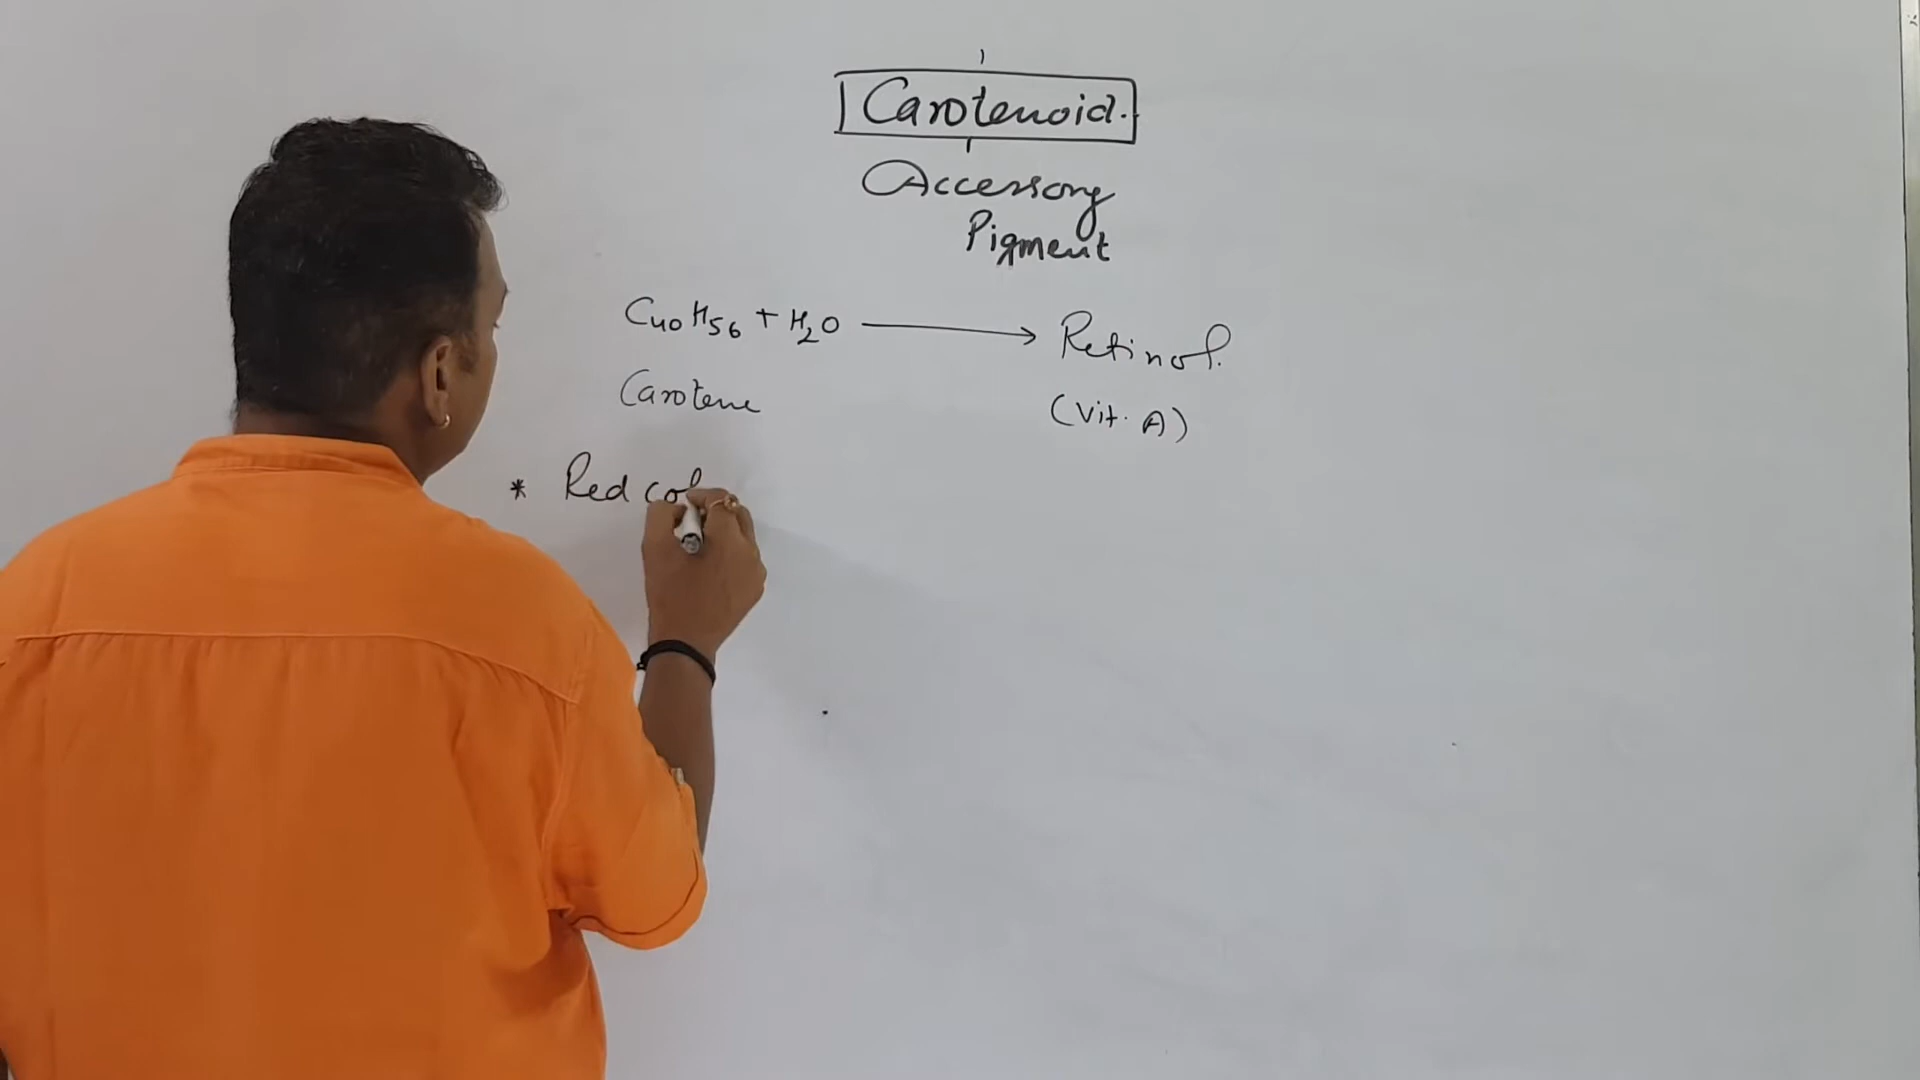 Carotenoid.
Accessory
Pigment
C40H56 + H2O ⟶ Retinol.
Carotene (Vit. A)
* Red col